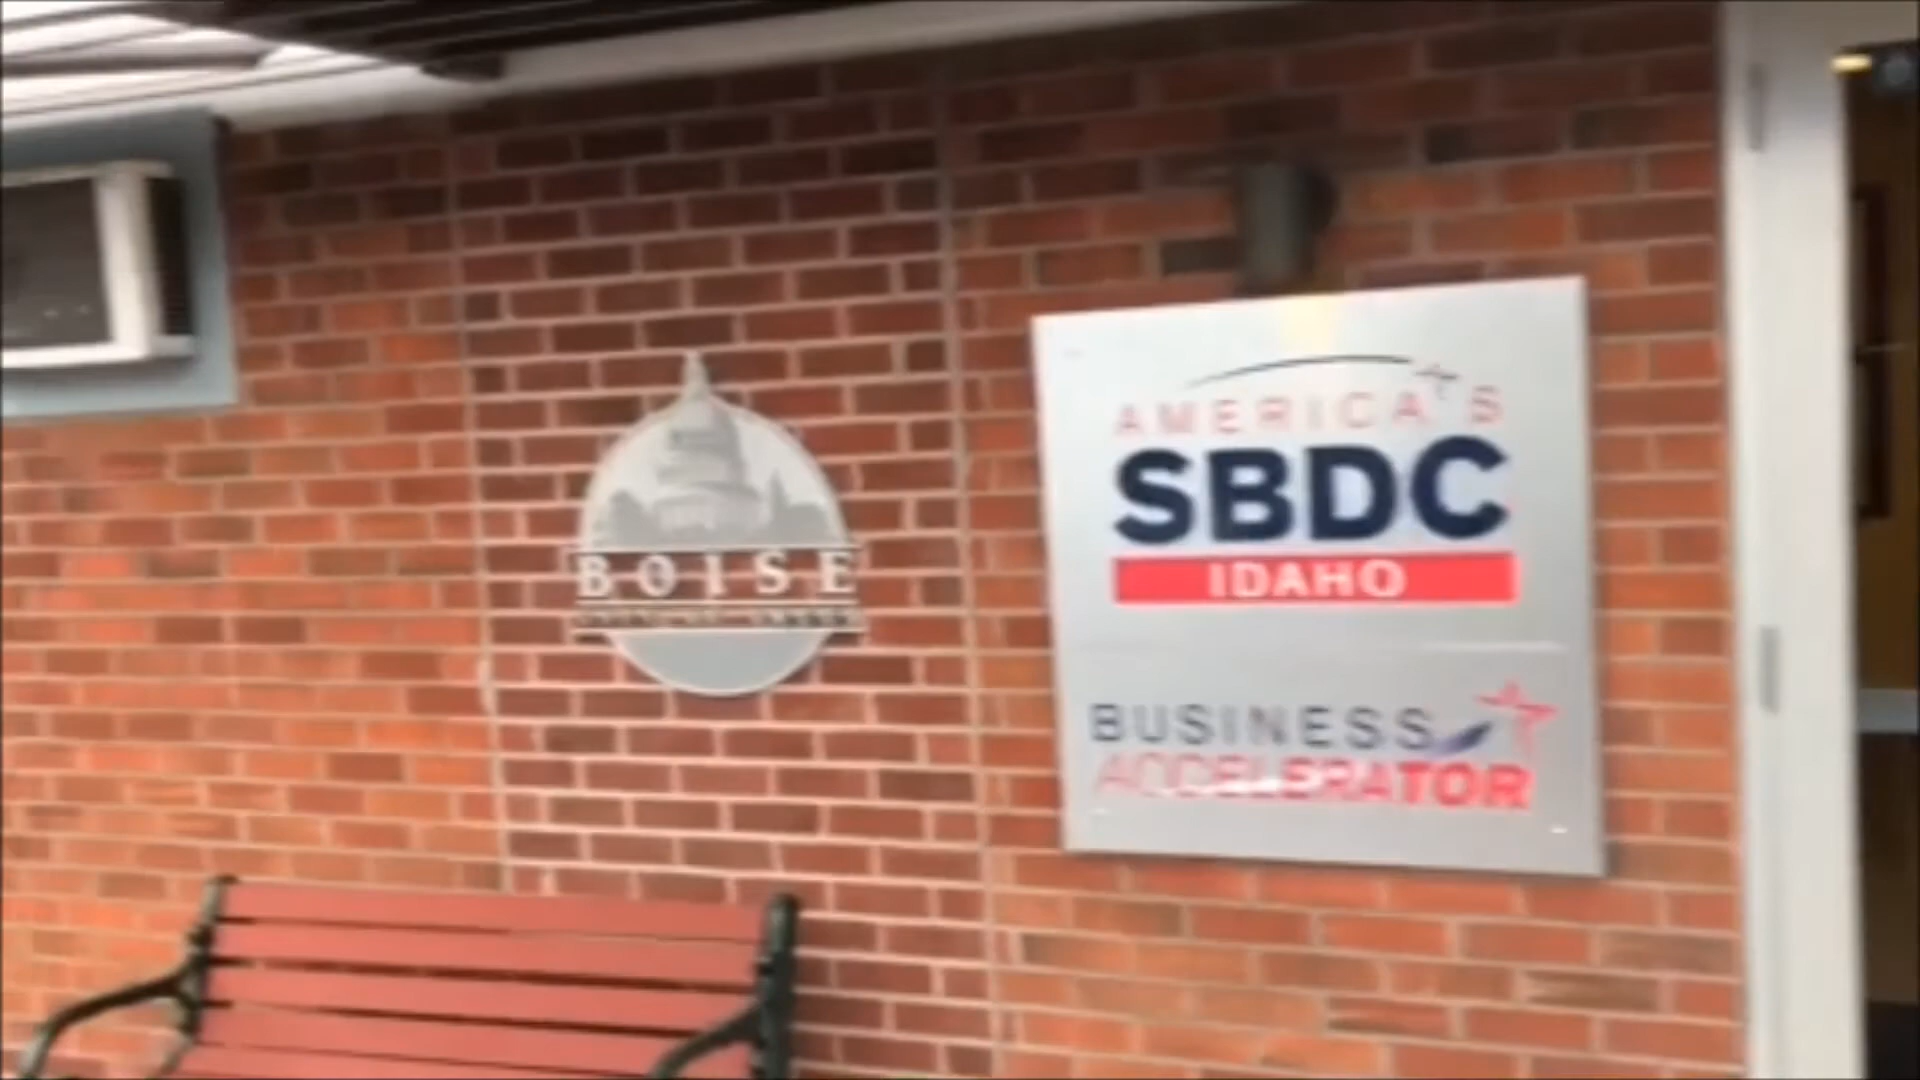 BOISE
AMERICA'S
SBDC
IDAHO
BUSINESS
ACCELERATOR